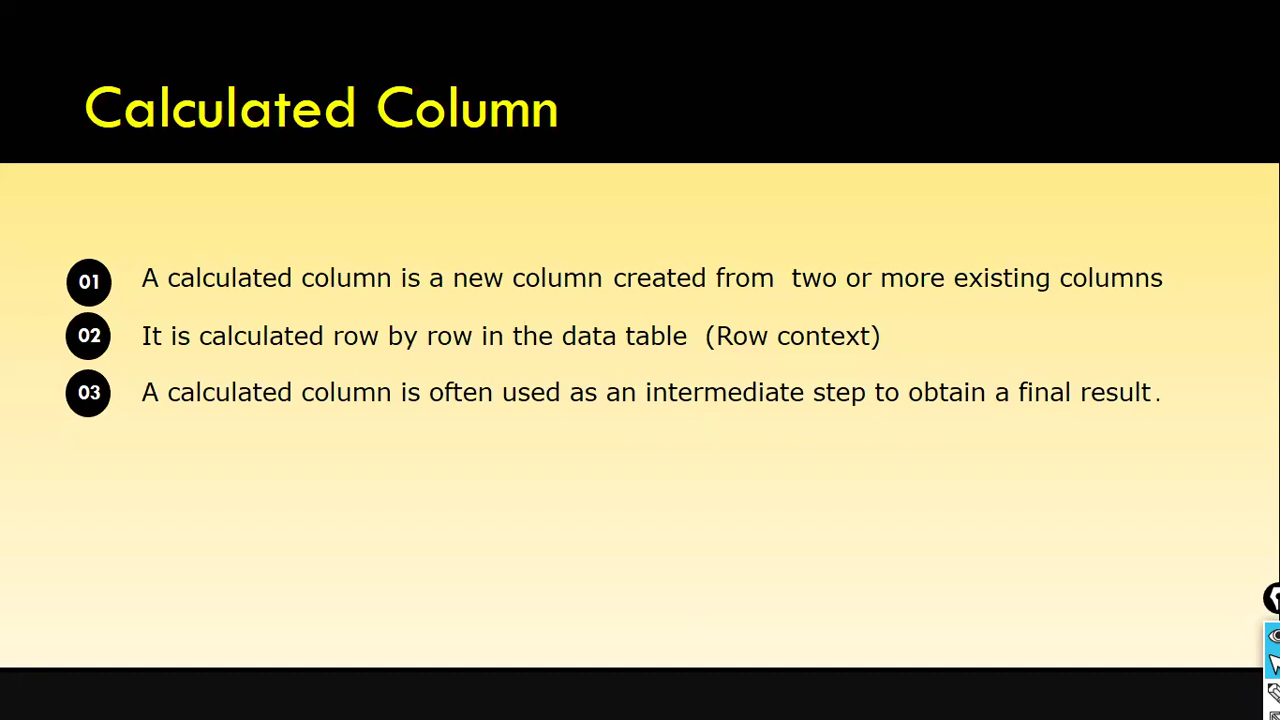 Calculated Column
01 A calculated column is a new column created from two or more existing columns
02 It is calculated row by row in the data table (Row context)
03 A calculated column is often used as an intermediate step to obtain a final result.